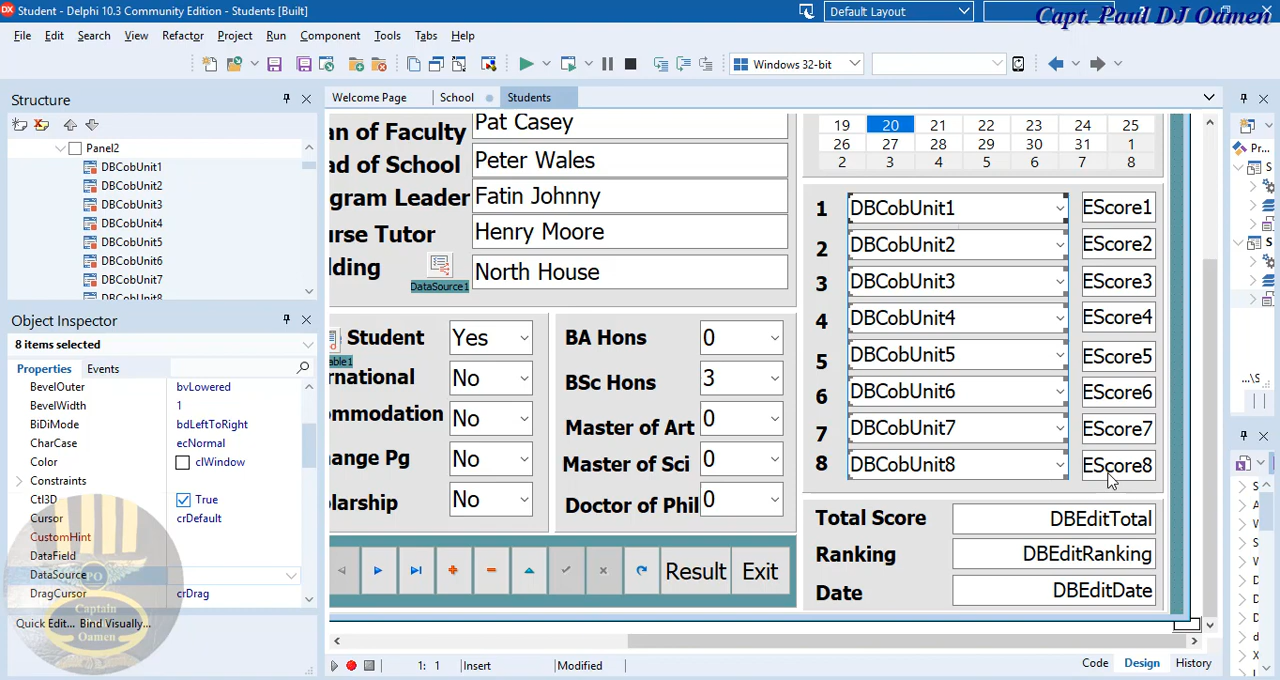 Student - Delphi 10.3 Community Edition - Students [Built]
Default Layout
Capt. Paul DJ Oamen
File Edit Search View Refactor Project Run Component Tools Tabs Help
Windows 32-bit
Structure
Welcome Page School Students
Panel2
DBCobUnit1
DBCobUnit2
DBCobUnit3
DBCobUnit4
DBCobUnit5
DBCobUnit6
DBCobUnit7
DBCobUnit8
Object Inspector
8 items selected
Properties Events
BevelOuter bvLowered
BevelWidth 1
BiDiMode bdLeftToRight
CharCase ecNormal
Color clWindow
Constraints
Ctl3D True
Cursor crDefault
CustomHint
DataField
DataSource
DragCursor crDrag
Quick Edit... Bind Visually...
Captain
Oamen
an of Faculty Pat Casey
ad of School Peter Wales
gram Leader Fatin Johnny
urse Tutor Henry Moore
lding North House
DataSource1
Student Yes
able1
rnational No
ommodation No
ange Pg No
olarship No
BA Hons 0
BSc Hons 3
Master of Art 0
Master of Sci 0
Doctor of Phil 0
Result Exit
19 20 21 22 23 24 25
26 27 28 29 30 31 1
2 3 4 5 6 7 8
1 DBCobUnit1 EScore1
2 DBCobUnit2 EScore2
3 DBCobUnit3 EScore3
4 DBCobUnit4 EScore4
5 DBCobUnit5 EScore5
6 DBCobUnit6 EScore6
7 DBCobUnit7 EScore7
8 DBCobUnit8 EScore8
Total Score DBEditTotal
Ranking DBEditRanking
Date DBEditDate
1: 1 Insert Modified
Code Design History
Pr...
...\S